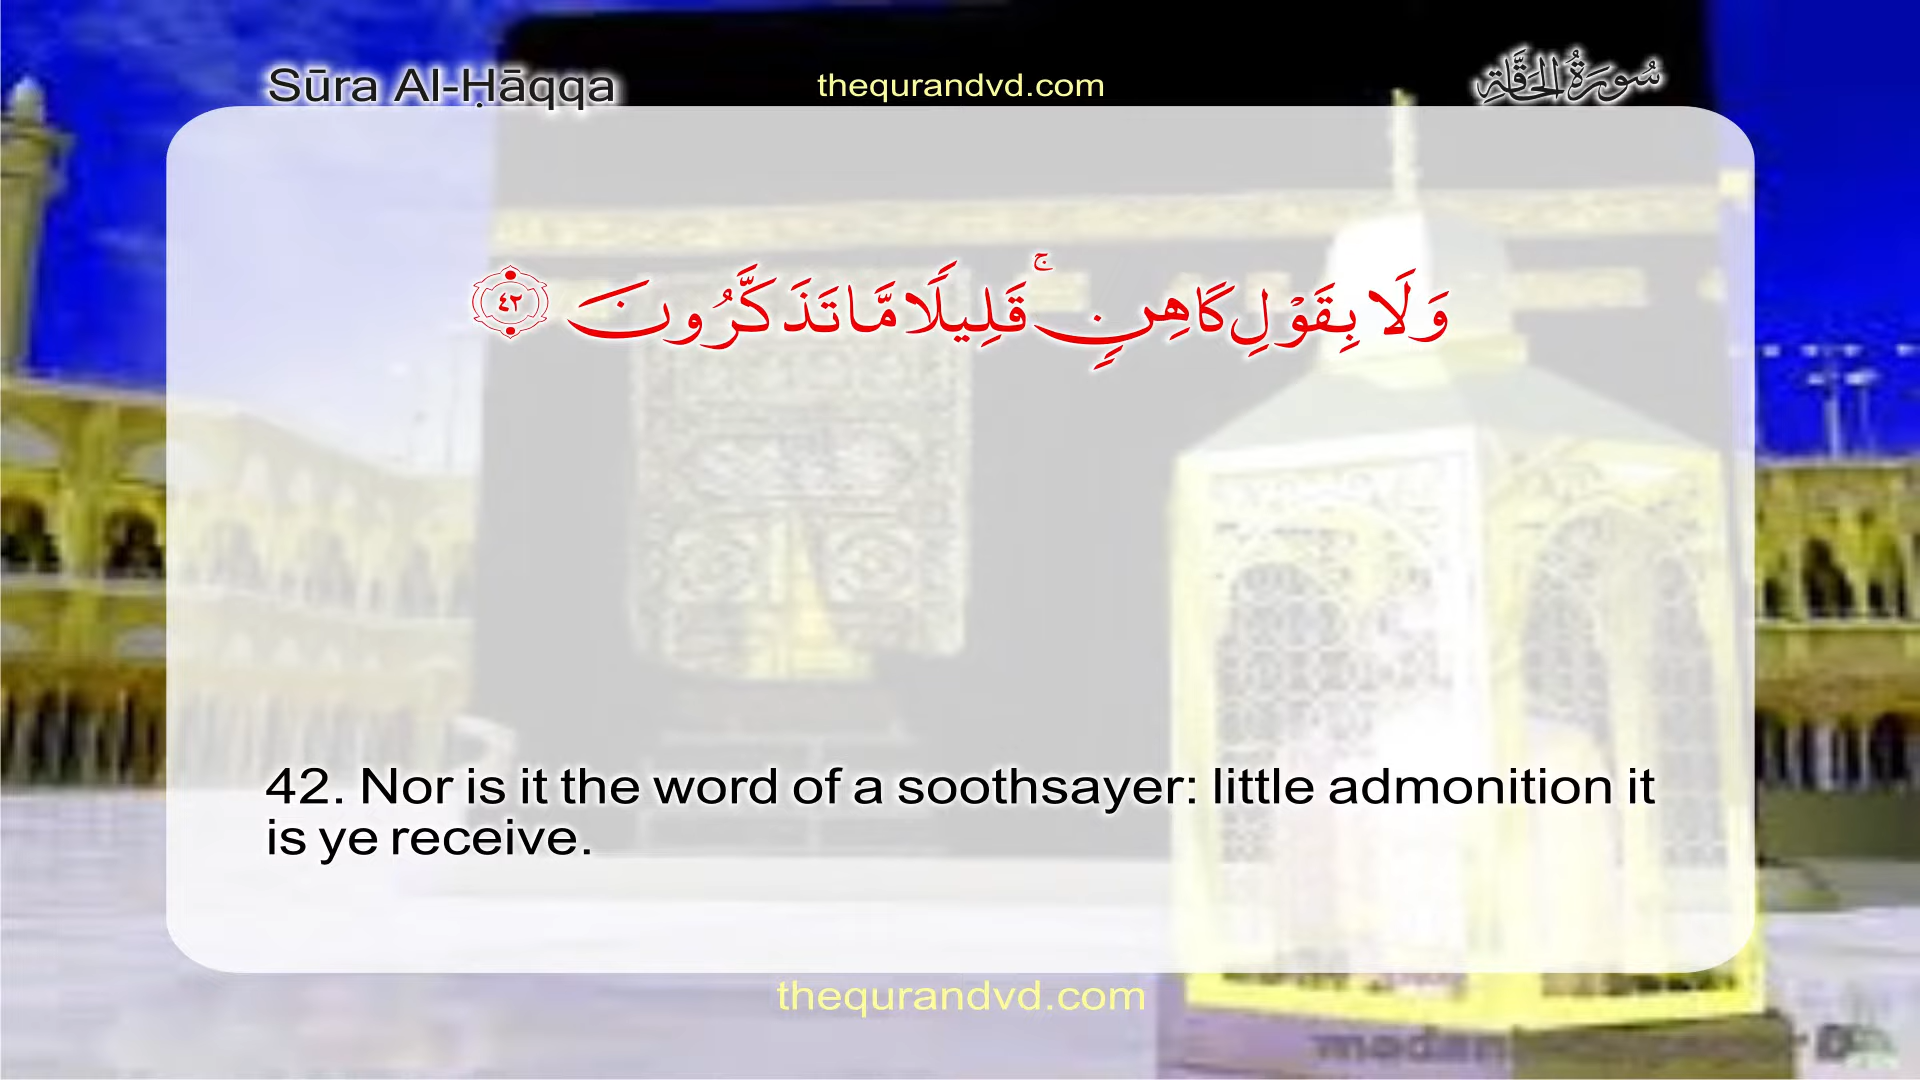 Sūra Al-Ḥāqqa
thequrandvd.com
سُورَةُ الحَاقَّةِ
وَلَا بِقَوْلِ كَاهِنٍ ۚ قَلِيلًا مَّا تَذَكَّرُونَ ٤٢
42. Nor is it the word of a soothsayer: little admonition it
is ye receive.
thequrandvd.com